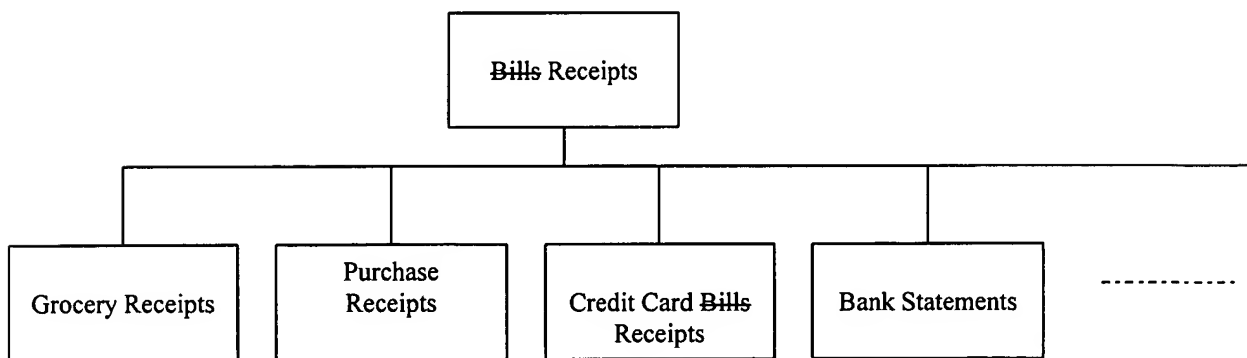 Bills Receipts
Grocery Receipts
Purchase
Receipts
Credit Card Bills
Receipts
Bank Statements